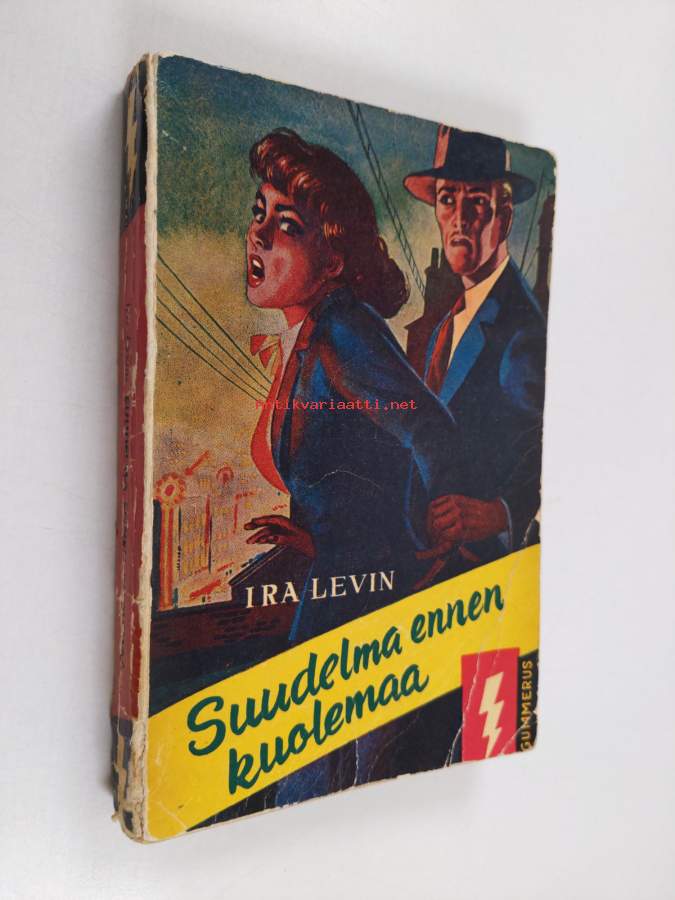 antikvariaatti.net
IRA LEVIN
Suudelma ennen
kuolemaa
GUMMERUS